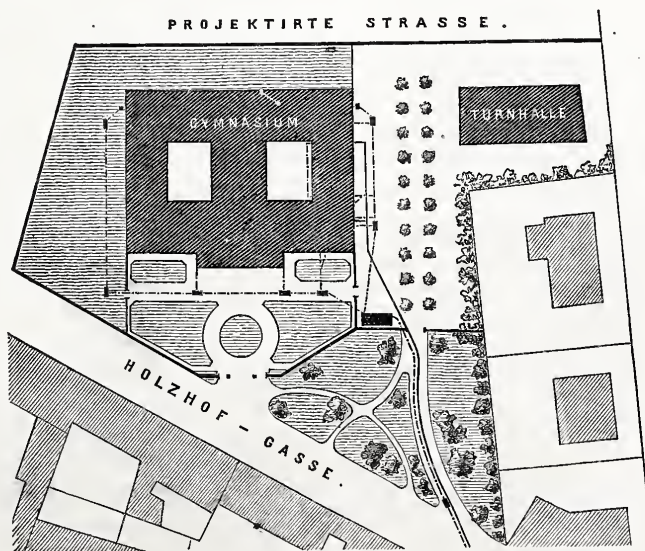 PROJEKTIRTE STRASSE.
GYMNASIUM
TURNHALLE
HOLZHOF-GASSE.